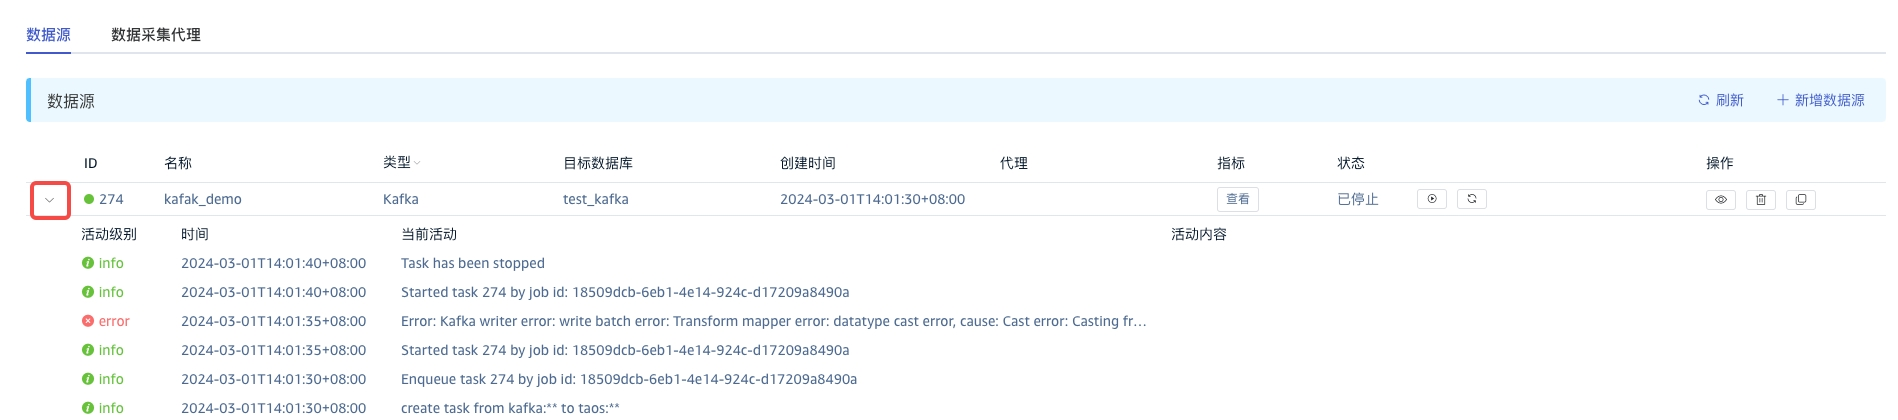 数据源 数据采集代理
数据源 刷新 新增数据源
ID 名称 类型 目标数据库 创建时间 代理 指标 状态 操作
274 kafak_demo Kafka test_kafka 2024-03-01T14:01:30+08:00 查看 已停止
活动级别 时间 当前活动 活动内容
info 2024-03-01T14:01:40+08:00 Task has been stopped
info 2024-03-01T14:01:40+08:00 Started task 274 by job id: 18509dcb-6eb1-4e14-924c-d17209a8490a
error 2024-03-01T14:01:35+08:00 Error: Kafka writer error: write batch error: Transform mapper error: datatype cast error, cause: Cast error: Casting fr...
info 2024-03-01T14:01:35+08:00 Started task 274 by job id: 18509dcb-6eb1-4e14-924c-d17209a8490a
info 2024-03-01T14:01:30+08:00 Enqueue task 274 by job id: 18509dcb-6eb1-4e14-924c-d17209a8490a
info 2024-03-01T14:01:30+08:00 create task from kafka:** to taos:**